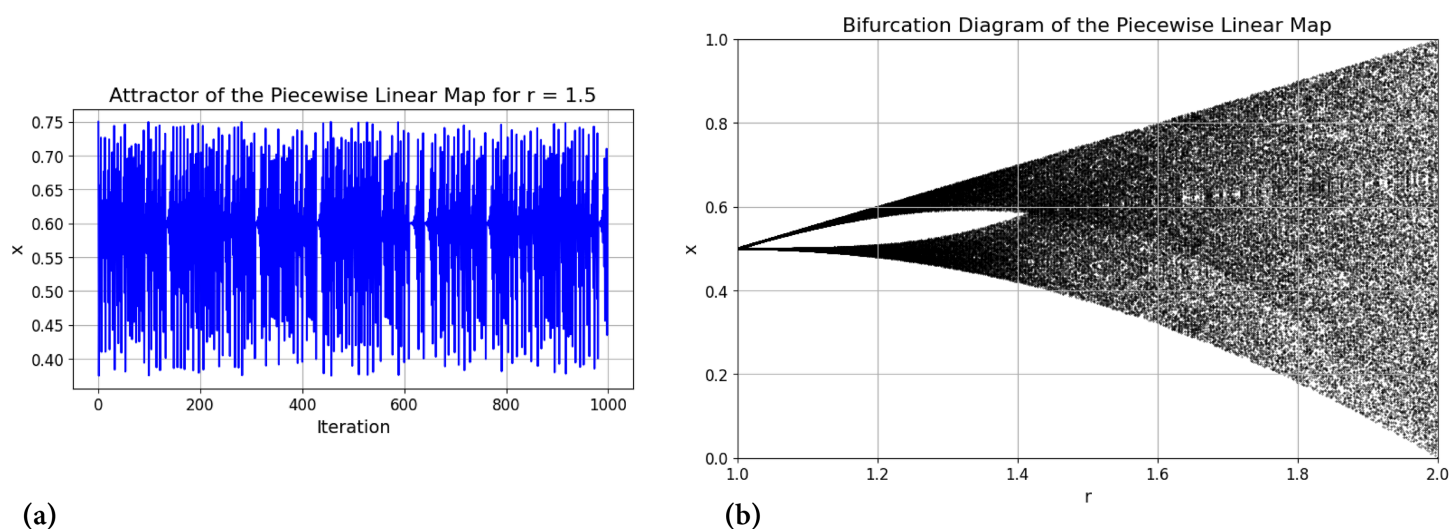 Attractor of the Piecewise Linear Map for r = 1.5
0.75
0.70
0.65
0.60
0.55
0.50
0.45
0.40
x
0 200 400 600 800 1000
Iteration
(a)
Bifurcation Diagram of the Piecewise Linear Map
1.0
0.8
0.6
0.4
0.2
0.0
x
1.0 1.2 1.4 1.6 1.8 2.0
r
(b)